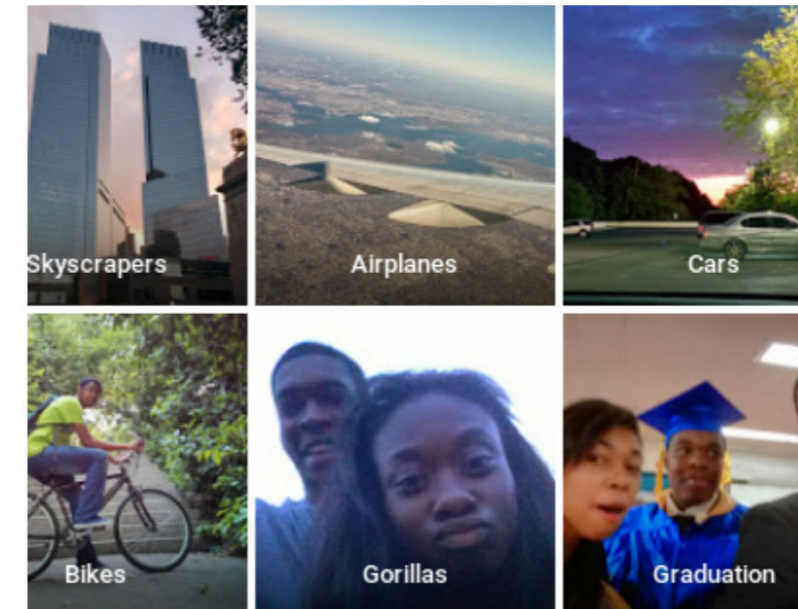 Skyscrapers
Airplanes
Cars
Bikes
Gorillas
Graduation